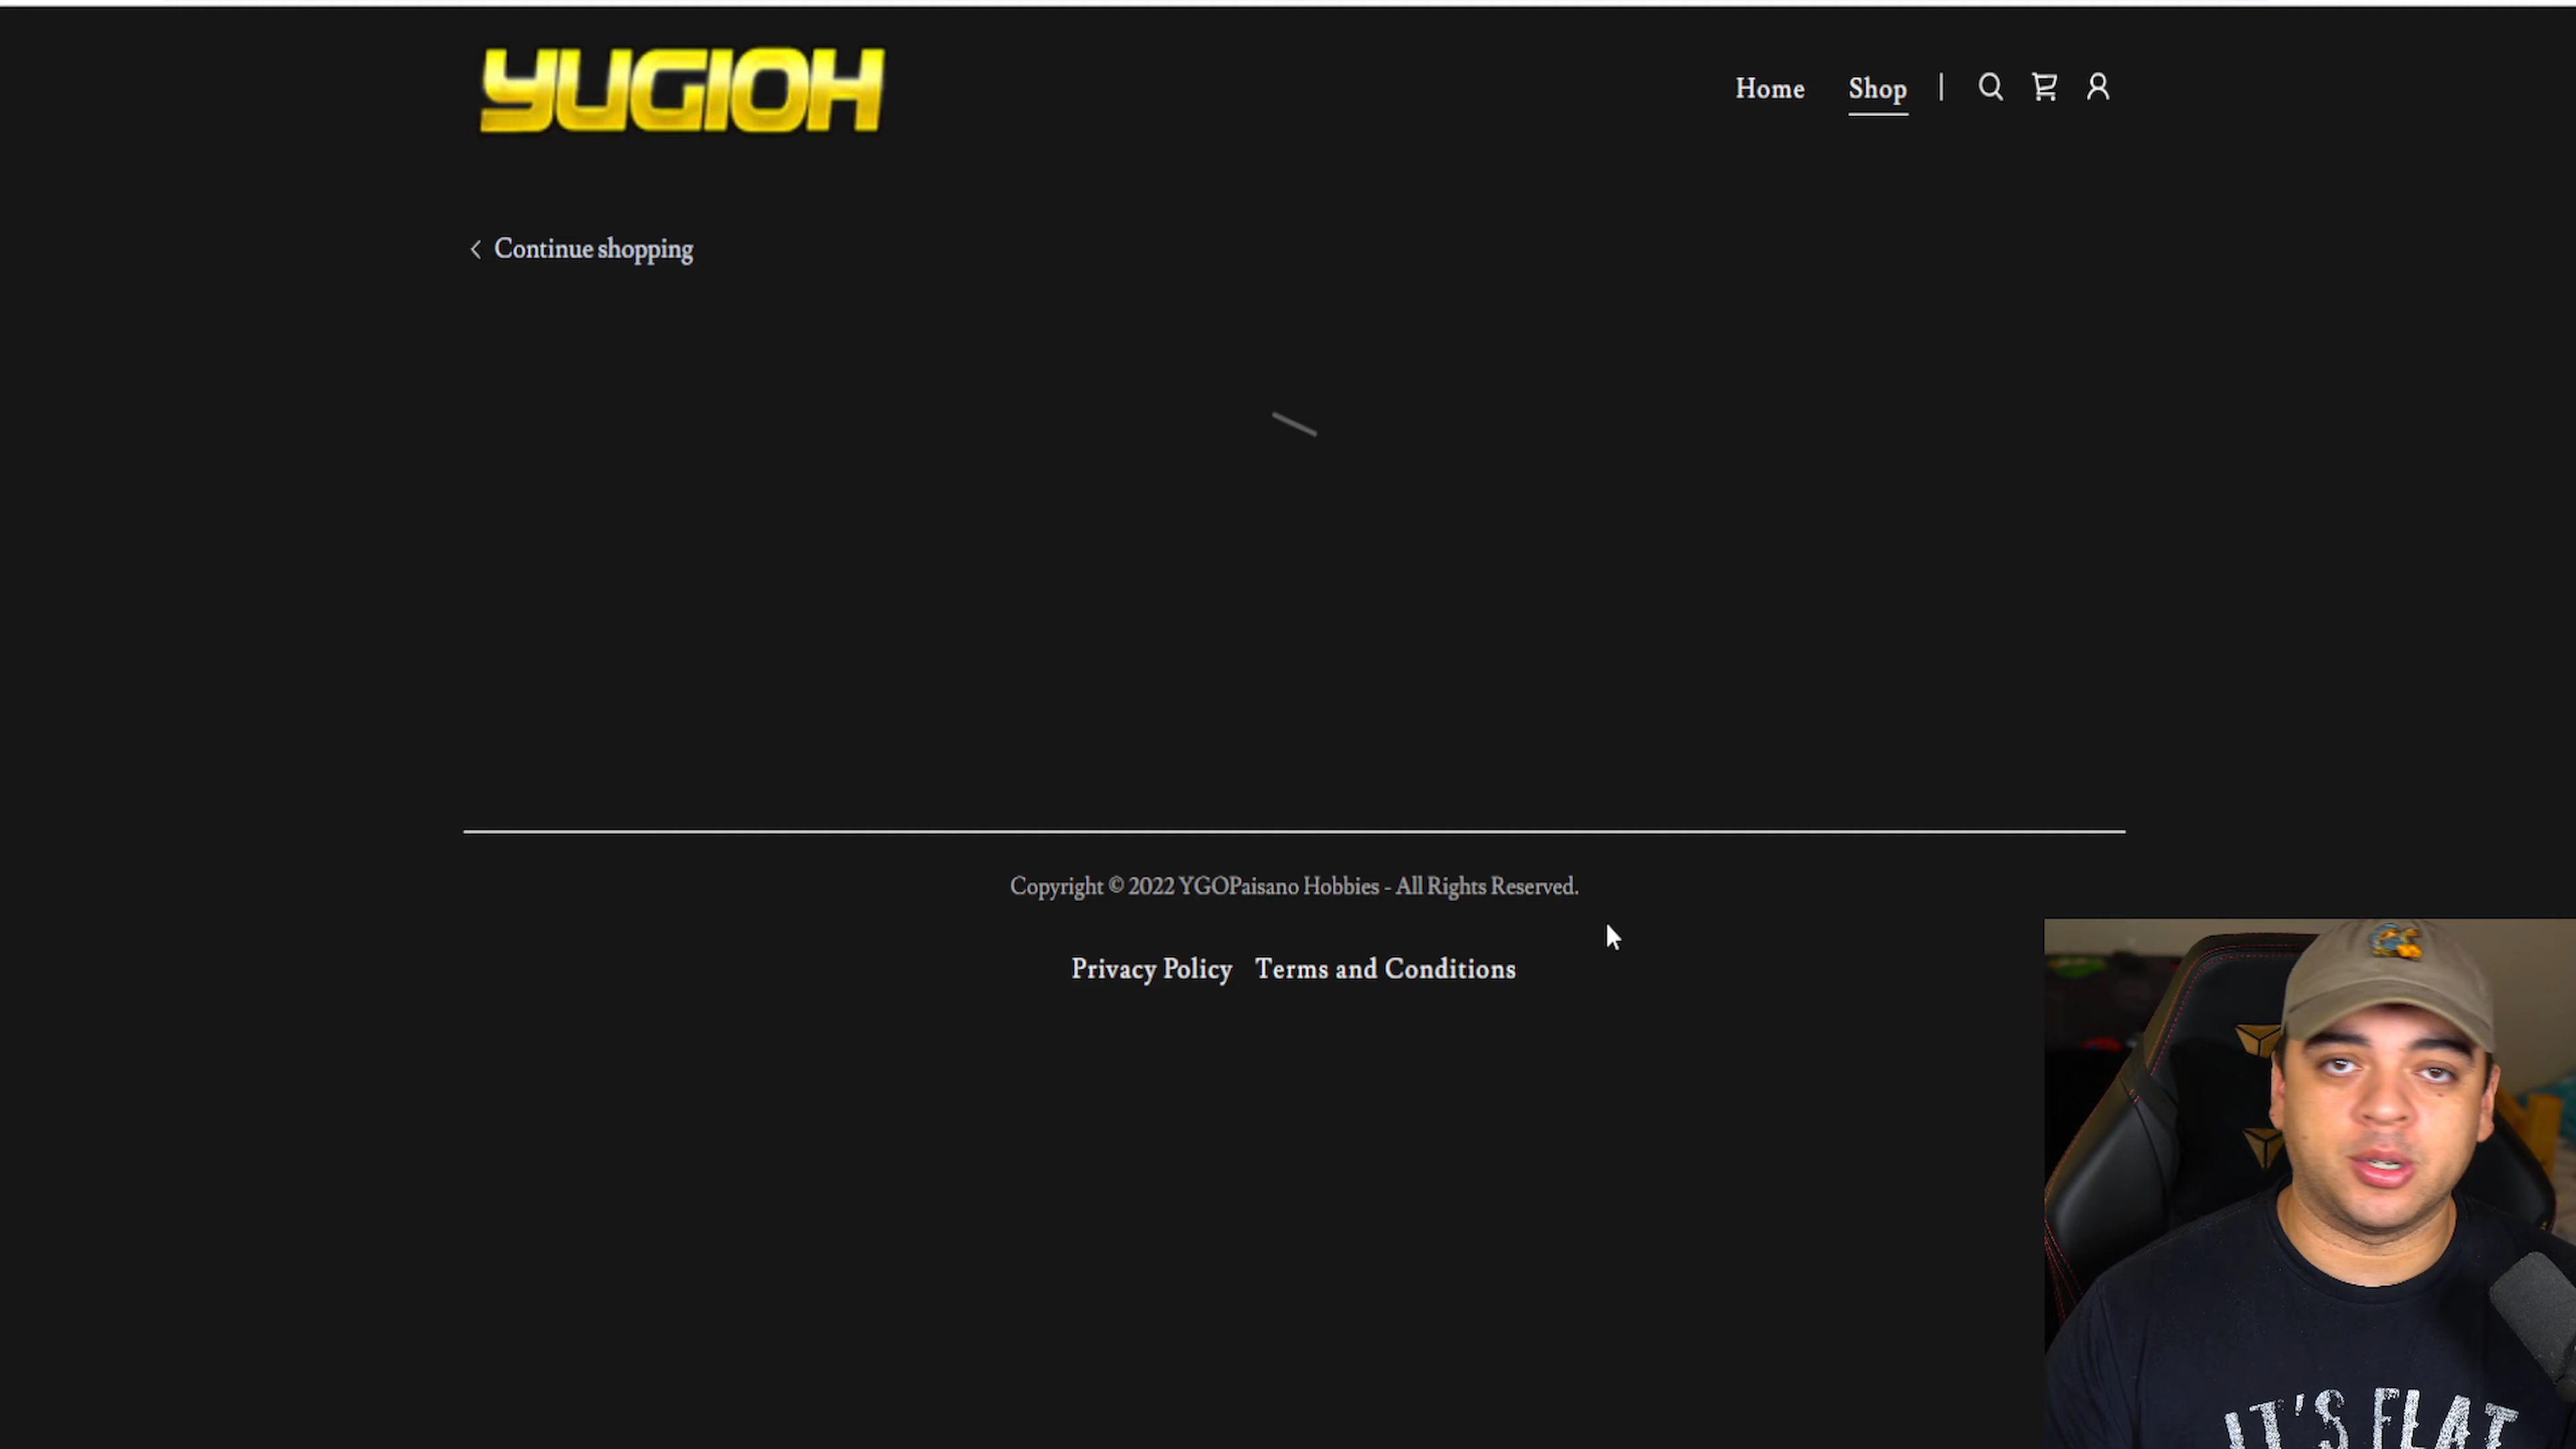 YUGIOH
Home Shop
Continue shopping
Copyright © 2022 YGOPaisano Hobbies - All Rights Reserved.
Privacy Policy Terms and Conditions
IT'S FLAT